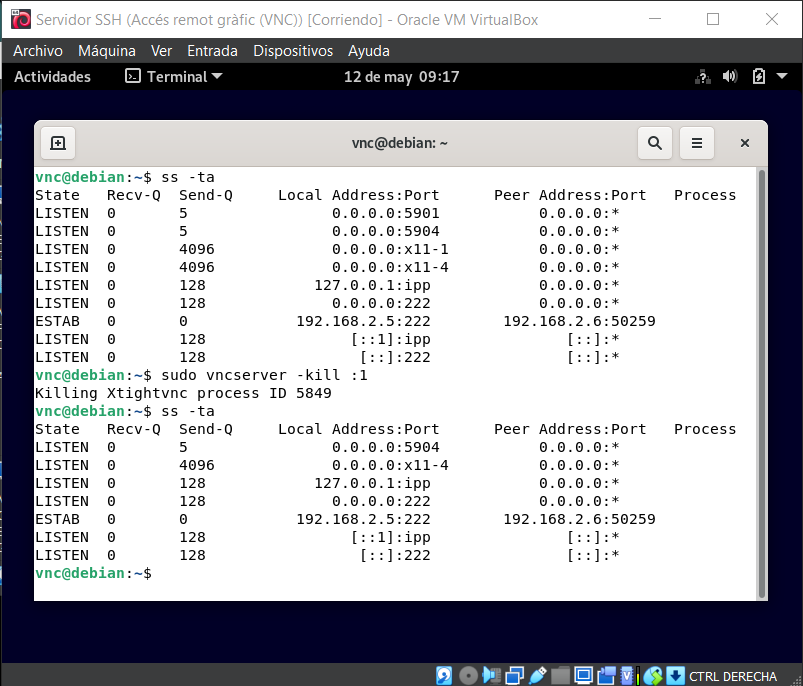 Servidor SSH (Accés remot gràfic (VNC)) [Corriendo] - Oracle VM VirtualBox
Archivo Máquina Ver Entrada Dispositivos Ayuda
Actividades Terminal 12 de may 09:17
vnc@debian: ~
vnc@debian:~$ ss -ta
State Recv-Q Send-Q Local Address:Port Peer Address:Port Process
LISTEN 0 5 0.0.0.0:5901 0.0.0.0:*
LISTEN 0 5 0.0.0.0:5904 0.0.0.0:*
LISTEN 0 4096 0.0.0.0:x11-1 0.0.0.0:*
LISTEN 0 4096 0.0.0.0:x11-4 0.0.0.0:*
LISTEN 0 128 127.0.0.1:ipp 0.0.0.0:*
LISTEN 0 128 0.0.0.0:222 0.0.0.0:*
ESTAB 0 0 192.168.2.5:222 192.168.2.6:50259
LISTEN 0 128 [::1]:ipp [::]:*
LISTEN 0 128 [::]:222 [::]:*
vnc@debian:~$ sudo vncserver -kill :1
Killing Xtightvnc process ID 5849
vnc@debian:~$ ss -ta
State Recv-Q Send-Q Local Address:Port Peer Address:Port Process
LISTEN 0 5 0.0.0.0:5904 0.0.0.0:*
LISTEN 0 4096 0.0.0.0:x11-4 0.0.0.0:*
LISTEN 0 128 127.0.0.1:ipp 0.0.0.0:*
LISTEN 0 128 0.0.0.0:222 0.0.0.0:*
ESTAB 0 0 192.168.2.5:222 192.168.2.6:50259
LISTEN 0 128 [::1]:ipp [::]:*
LISTEN 0 128 [::]:222 [::]:*
vnc@debian:~$
CTRL DERECHA